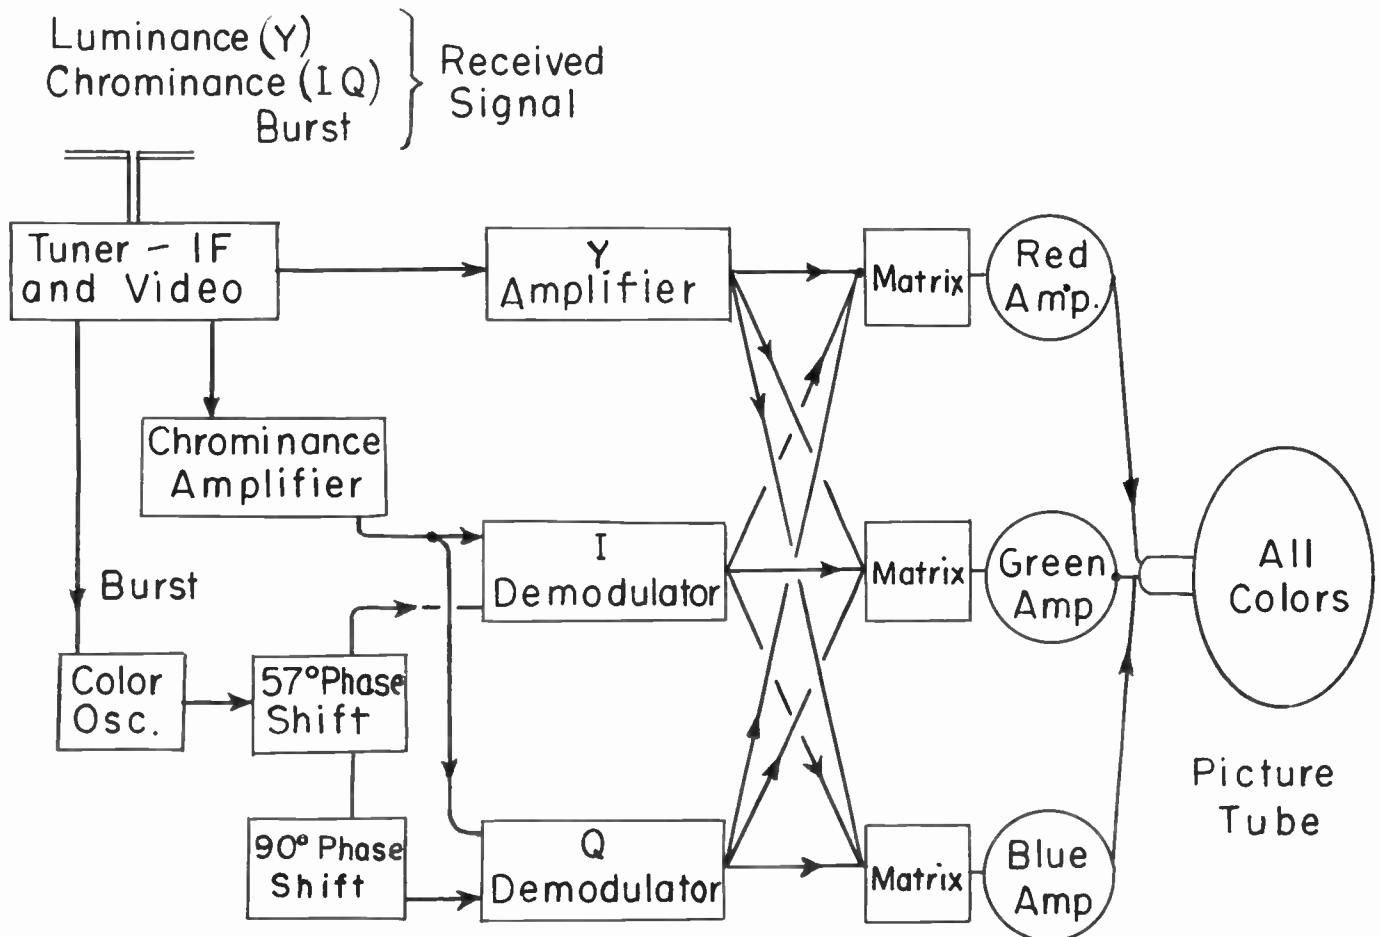 Luminance (Y)
Chrominance (I Q)
Burst
Received
Signal
Tuner - IF
and Video
Y
Amplifier
Matrix
Red
Amp.
Chrominance
Amplifier
I
Demodulator
Matrix
Green
Amp
All
Colors
Burst
Color
Osc.
57° Phase
Shift
Picture
Tube
90° Phase
Shift
Q
Demodulator
Matrix
Blue
Amp